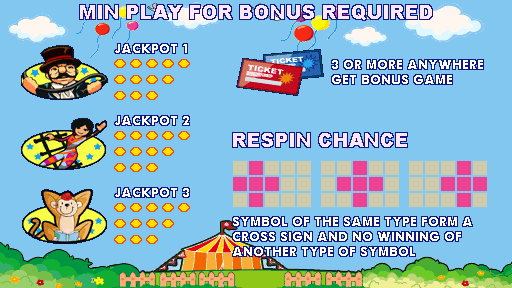 MIN PLAY FOR BONUS REQUIRED
JACKPOT 1
JACKPOT 2
JACKPOT 3
TICKET
TICKET
3 OR MORE ANYWHERE
GET BONUS GAME
RESPIN CHANCE
SYMBOL OF THE SAME TYPE FORM A
CROSS SIGN AND NO WINNING OF
ANOTHER TYPE OF SYMBOL